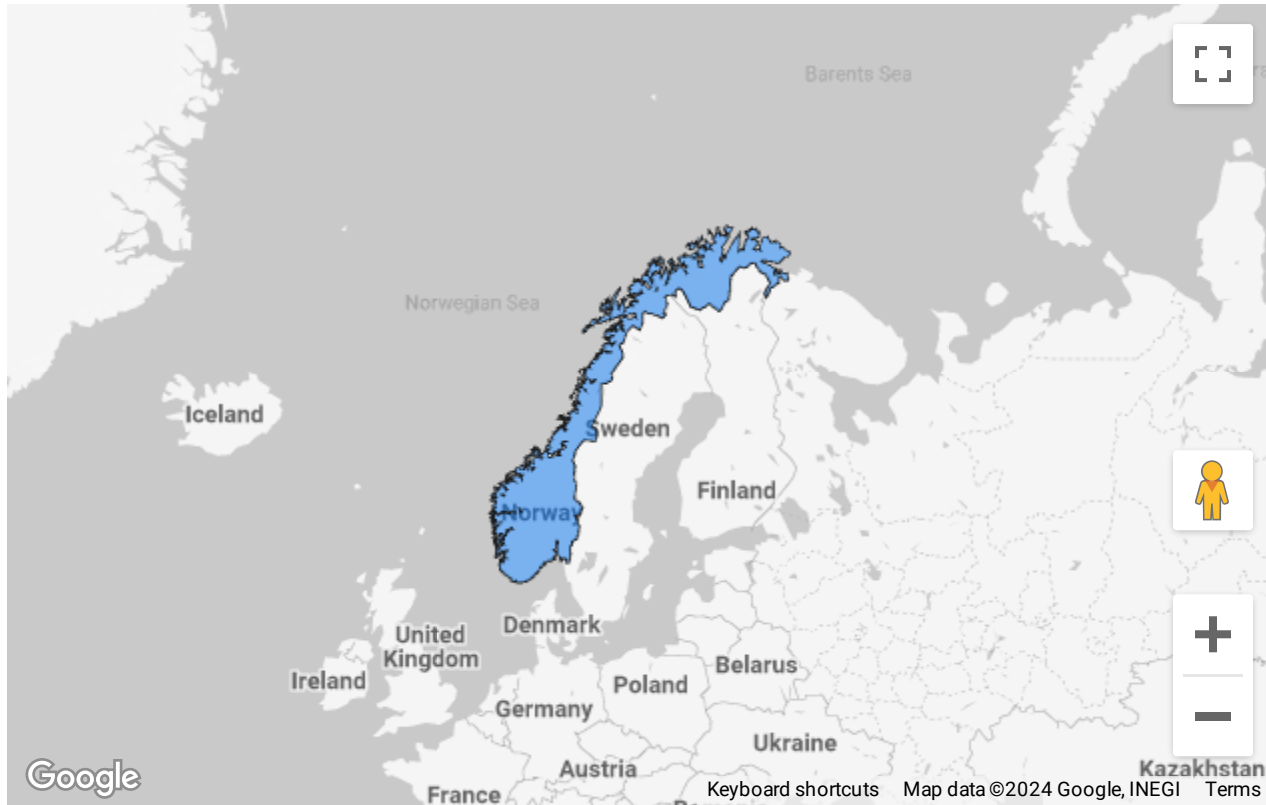 Barents Sea
Norwegian Sea
Iceland
Sweden
Finland
Norway
Denmark
United
Kingdom
Ireland
Belarus
Poland
Germany
Ukraine
Austria
Kazakhstan
France
Google
Keyboard shortcuts
Map data ©2024 Google, INEGI
Terms